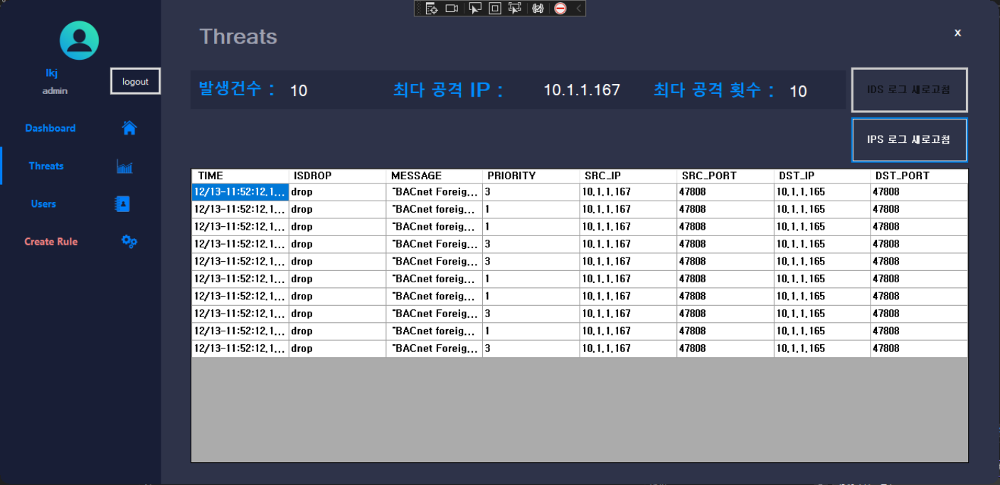 Threats
x
lkj
admin
logout
발생건수 : 10 최다 공격 IP : 10.1.1.167 최다 공격 횟수 : 10
IDS 로그 새로고침
IPS 로그 새로고침
Dashboard
Threats
Users
Create Rule
TIME ISDROP MESSAGE PRIORITY SRC_IP SRC_PORT DST_IP DST_PORT
12/13-11:52:12.1... drop "BACnet Foreig... 3 10.1.1.167 47808 10.1.1.165 47808
12/13-11:52:12.1... drop "BACnet foreig... 1 10.1.1.167 47808 10.1.1.165 47808
12/13-11:52:12.1... drop "BACnet foreig... 1 10.1.1.167 47808 10.1.1.165 47808
12/13-11:52:12.1... drop "BACnet Foreig... 3 10.1.1.167 47808 10.1.1.165 47808
12/13-11:52:12.1... drop "BACnet Foreig... 3 10.1.1.167 47808 10.1.1.165 47808
12/13-11:52:12.1... drop "BACnet foreig... 1 10.1.1.167 47808 10.1.1.165 47808
12/13-11:52:12.1... drop "BACnet foreig... 1 10.1.1.167 47808 10.1.1.165 47808
12/13-11:52:12.1... drop "BACnet Foreig... 3 10.1.1.167 47808 10.1.1.165 47808
12/13-11:52:12.1... drop "BACnet foreig... 1 10.1.1.167 47808 10.1.1.165 47808
12/13-11:52:12.1... drop "BACnet Foreig... 3 10.1.1.167 47808 10.1.1.165 47808